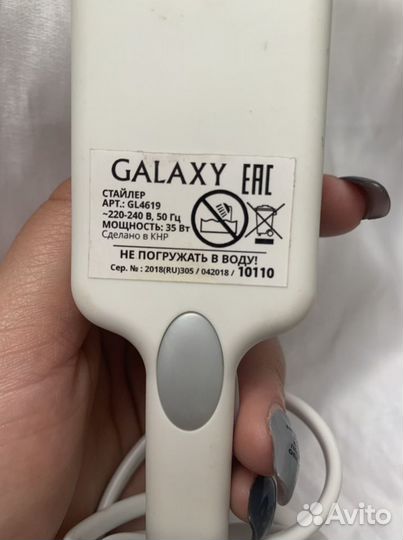 GALAXY EAC
СТАЙЛЕР
АРТ.: GL4619
~220-240 В, 50 Гц
МОЩНОСТЬ: 35 Вт
Сделано в КНР
НЕ ПОГРУЖАТЬ В ВОДУ!
Сер. № : 2018(RU)305 / 042018 / 10110
Avito